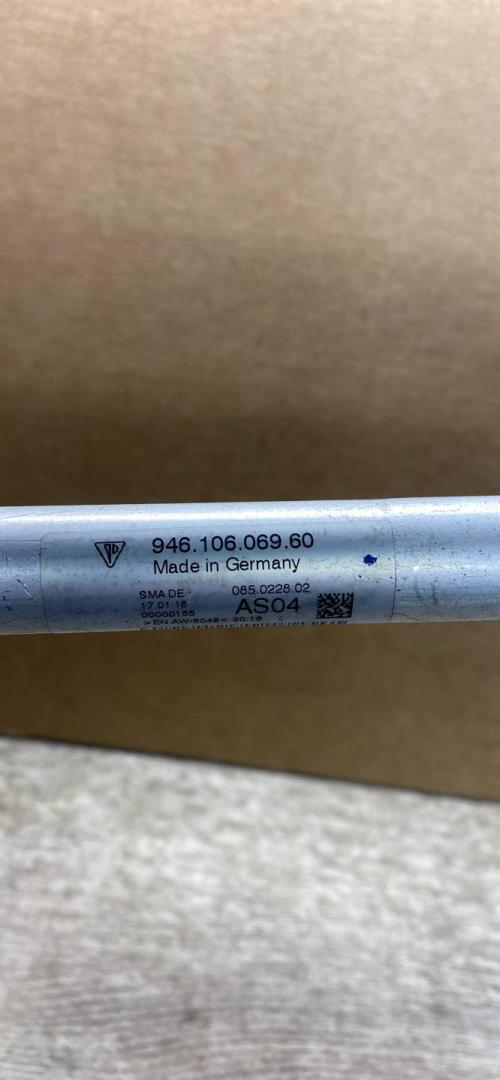 946.106.069.60
Made in Germany
SMA DE - 085.0228.02
17.01.18 AS04
00000155
>EN AW-5049< 20:18